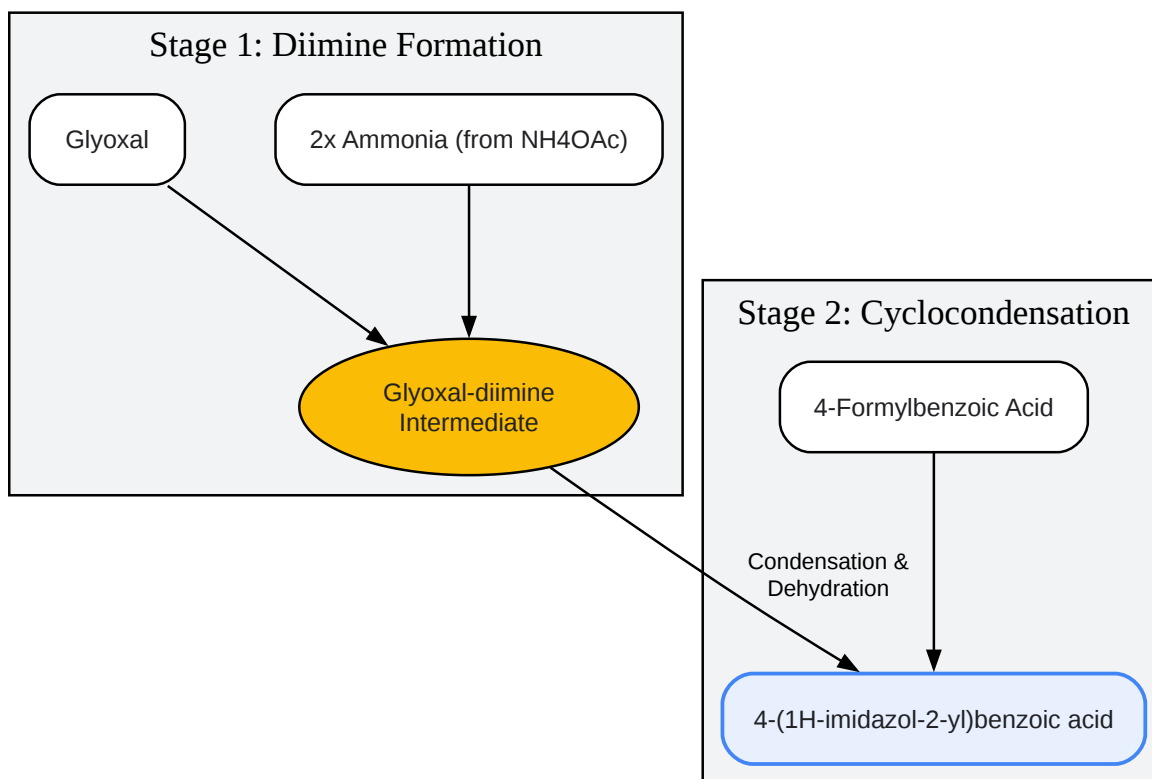 Stage 1: Diimine Formation
Glyoxal
2x Ammonia (from NH4OAc)
Glyoxal-diimine
Intermediate
Stage 2: Cyclocondensation
4-Formylbenzoic Acid
Condensation &
Dehydration
4-(1H-imidazol-2-yl)benzoic acid